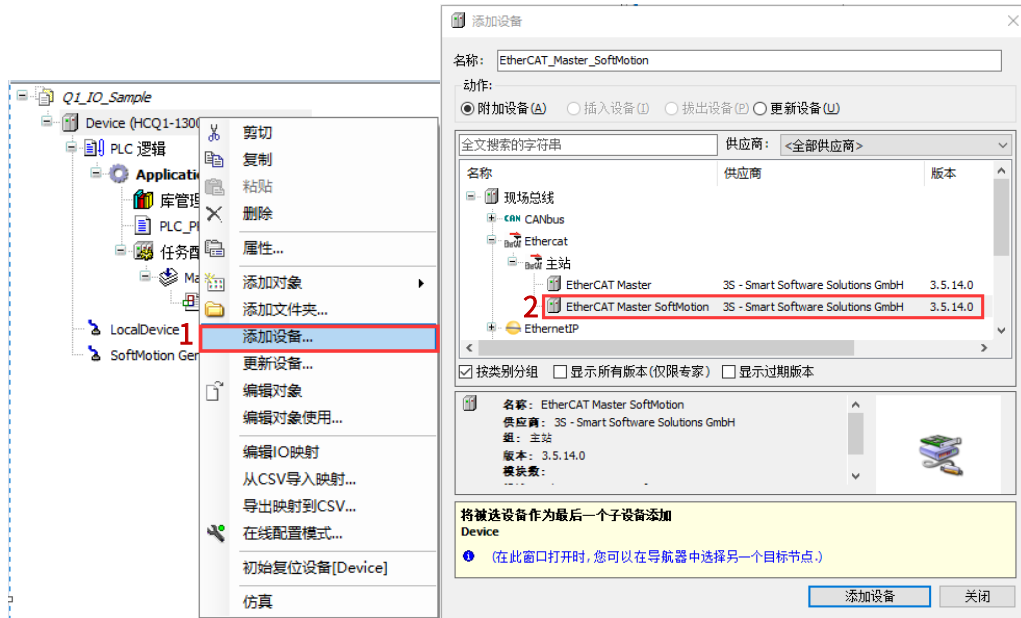 Q1_IO_Sample
Device (HCQ1-1300
PLC 逻辑
Applicati
库管理
PLC_P
任务配
Ma
LocalDevice
SoftMotion Gen
剪切
复制
粘贴
删除
属性...
添加对象
添加文件夹...
1
添加设备...
更新设备...
编辑对象
编辑对象使用...
编辑IO映射
从CSV导入映射...
导出映射到CSV...
在线配置模式...
初始复位设备[Device]
仿真
添加设备
名称: EtherCAT_Master_SoftMotion
动作:
附加设备(A) 插入设备(I) 拔出设备(P) 更新设备(U)
全文搜索的字符串 供应商: <全部供应商>
名称 供应商 版本
现场总线
CAN CANbus
EtherCAT Ethercat
EtherCAT 主站
EtherCAT Master 3S - Smart Software Solutions GmbH 3.5.14.0
2 EtherCAT Master SoftMotion 3S - Smart Software Solutions GmbH 3.5.14.0
EthernetIP
按类别分组 显示所有版本(仅限专家) 显示过期版本
名称: EtherCAT Master SoftMotion
供应商: 3S - Smart Software Solutions GmbH
组: 主站
版本: 3.5.14.0
模块数:
将被选设备作为最后一个子设备添加
Device
(在此窗口打开时,您可以在导航器中选择另一个目标节点.)
添加设备 关闭